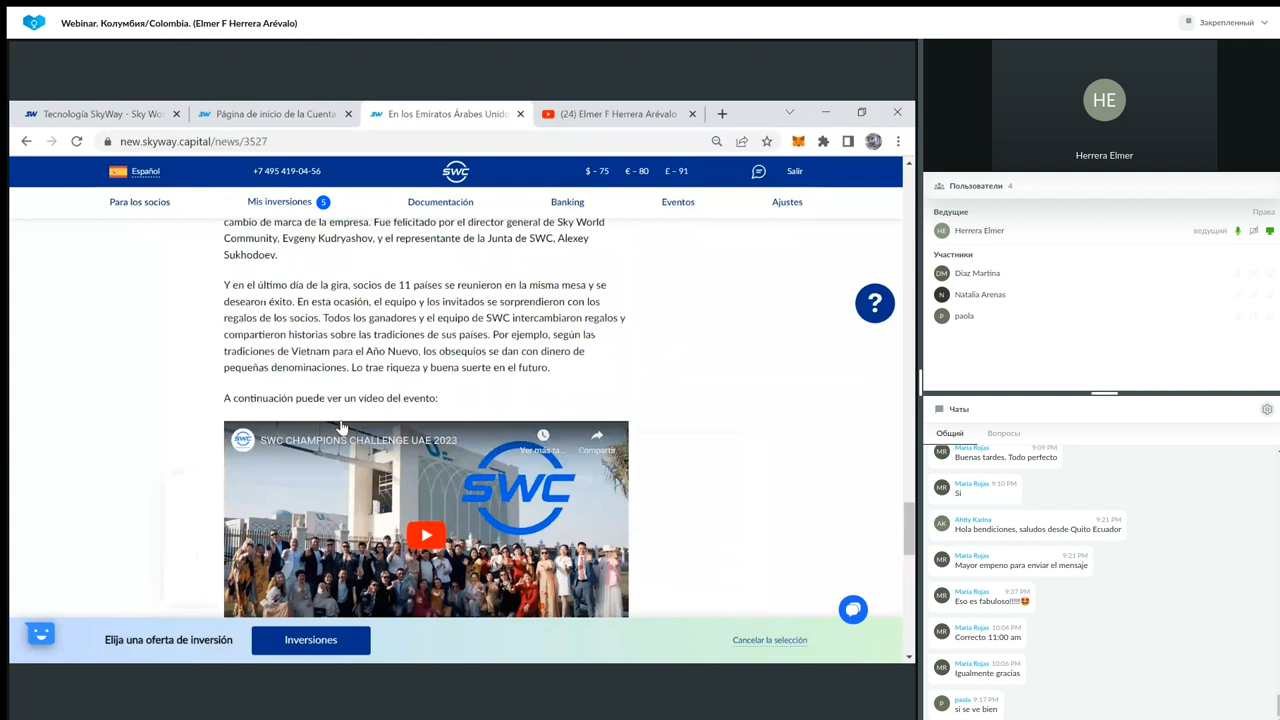 Webinar. Колумбия/Colombia. (Elmer F Herrera Arévalo)
Закрепленный
Tecnología SkyWay - Sky Wo
Página de inicio de la Cuenta
En los Emiratos Árabes Unido
(24) Elmer F Herrera Arévalo
new.skyway.capital/news/3527
Español
+7 495 419-04-56
SWC
$ – 75
€ – 80
£ – 91
Salir
Para los socios
Mis inversiones 5
Documentación
Banking
Eventos
Ajustes
cambio de marca de la empresa. Fue felicitado por el director general de Sky World
Community, Evgeny Kudryashov, y el representante de la Junta de SWC, Alexey
Sukhodoev.
Y en el último día de la gira, socios de 11 países se reunieron en la misma mesa y se
desearon éxito. En esta ocasión, el equipo y los invitados se sorprendieron con los
regalos de los socios. Todos los ganadores y el equipo de SWC intercambiaron regalos y
compartieron historias sobre las tradiciones de sus países. Por ejemplo, según las
tradiciones de Vietnam para el Año Nuevo, los obsequios se dan con dinero de
pequeñas denominaciones. Lo trae riqueza y buena suerte en el futuro.
A continuación puede ver un vídeo del evento:
SWC CHAMPIONS CHALLENGE UAE 2023
Ver más ta...
Compartir
SWC
?
Elija una oferta de inversión
Inversiones
Cancelar la selección
HE
Herrera Elmer
Пользователи 4
Ведущие
Права
HE
Herrera Elmer
ведущий
Участники
DM
Diaz Martina
N
Natalia Arenas
P
paola
Чаты
Общий
Вопросы
MR
Maria Rojas 9:09 PM
Buenas tardes. Todo perfecto
MR
Maria Rojas 9:10 PM
Si
AK
Ahtty Karina 9:21 PM
Hola bendiciones, saludos desde Quito Ecuador
MR
Maria Rojas 9:21 PM
Mayor empeno para enviar el mensaje
MR
Maria Rojas 9:37 PM
Eso es fabuloso!!!!!🤩
MR
Maria Rojas 10:04 PM
Correcto 11:00 am
MR
Maria Rojas 10:06 PM
Igualmente gracias
P
paola 9:17 PM
si se ve bien